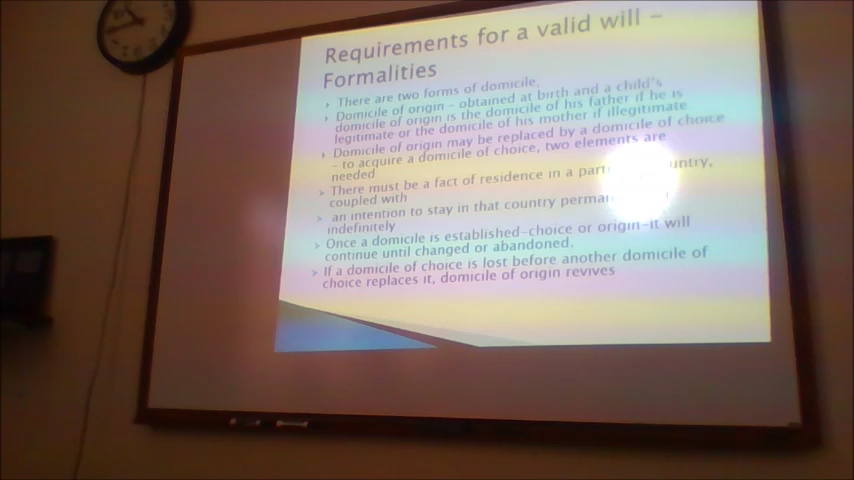 Requirements for a valid will –
Formalities
There are two forms of domicile.
Domicile of origin - obtained at birth and a child's
domicile of origin is the domicile of his father if he is
legitimate or the domicile of his mother if illegitimate
Domicile of origin may be replaced by a domicile of choice
- to acquire a domicile of choice, two elements are
needed
There must be a fact of residence in a
coupled with
an intention to stay in that country
indefinitely
Once a domicile is established-choice or origin-it will
continue until changed or abandoned.
If a domicile of choice is lost before another domicile of
choice replaces it, domicile of origin revives